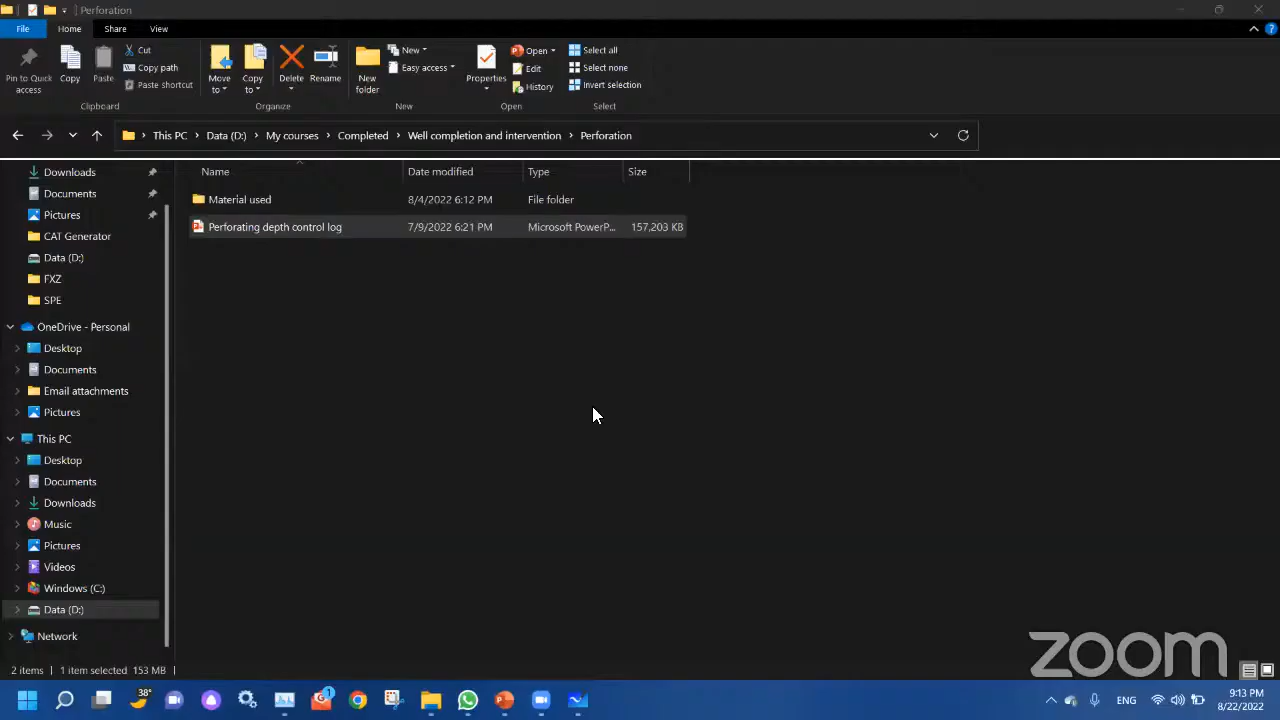 Perforation
File Home Share View
Pin to Quick access
Copy
Paste
Cut
Copy path
Paste shortcut
Clipboard
Move to
Copy to
Delete
Rename
Organize
New folder
New
Easy access
New
Properties
Open
Edit
History
Open
Select all
Select none
Invert selection
Select
This PC > Data (D:) > My courses > Completed > Well completion and intervention > Perforation
Name Date modified Type Size
Material used 8/4/2022 6:12 PM File folder
Perforating depth control log 7/9/2022 6:21 PM Microsoft PowerP... 157,203 KB
Downloads
Documents
Pictures
CAT Generator
Data (D:)
FXZ
SPE
OneDrive - Personal
Desktop
Documents
Email attachments
Pictures
This PC
Desktop
Documents
Downloads
Music
Pictures
Videos
Windows (C:)
Data (D:)
Network
2 items 1 item selected 153 MB
zoom
38°
1
ENG
9:13 PM
8/22/2022